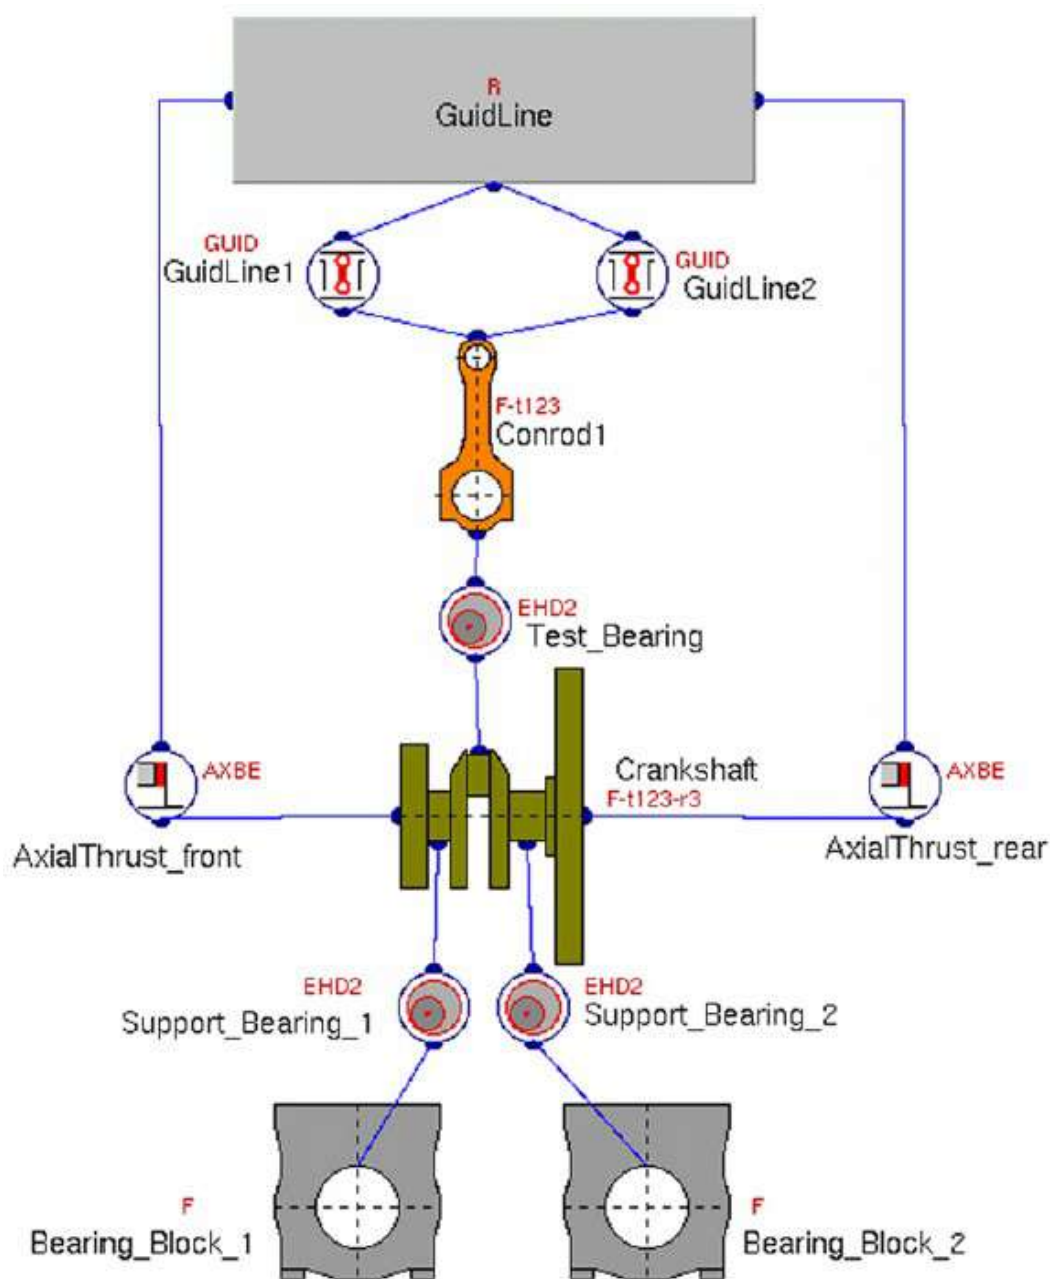 R
GuidLine
GUID
GuidLine1
GUID
GuidLine2
F-t123
Conrod1
EHD2
Test_Bearing
AXBE
AxialThrust_front
Crankshaft
F-t123-r3
AXBE
AxialThrust_rear
EHD2
Support_Bearing_1
EHD2
Support_Bearing_2
F
Bearing_Block_1
F
Bearing_Block_2